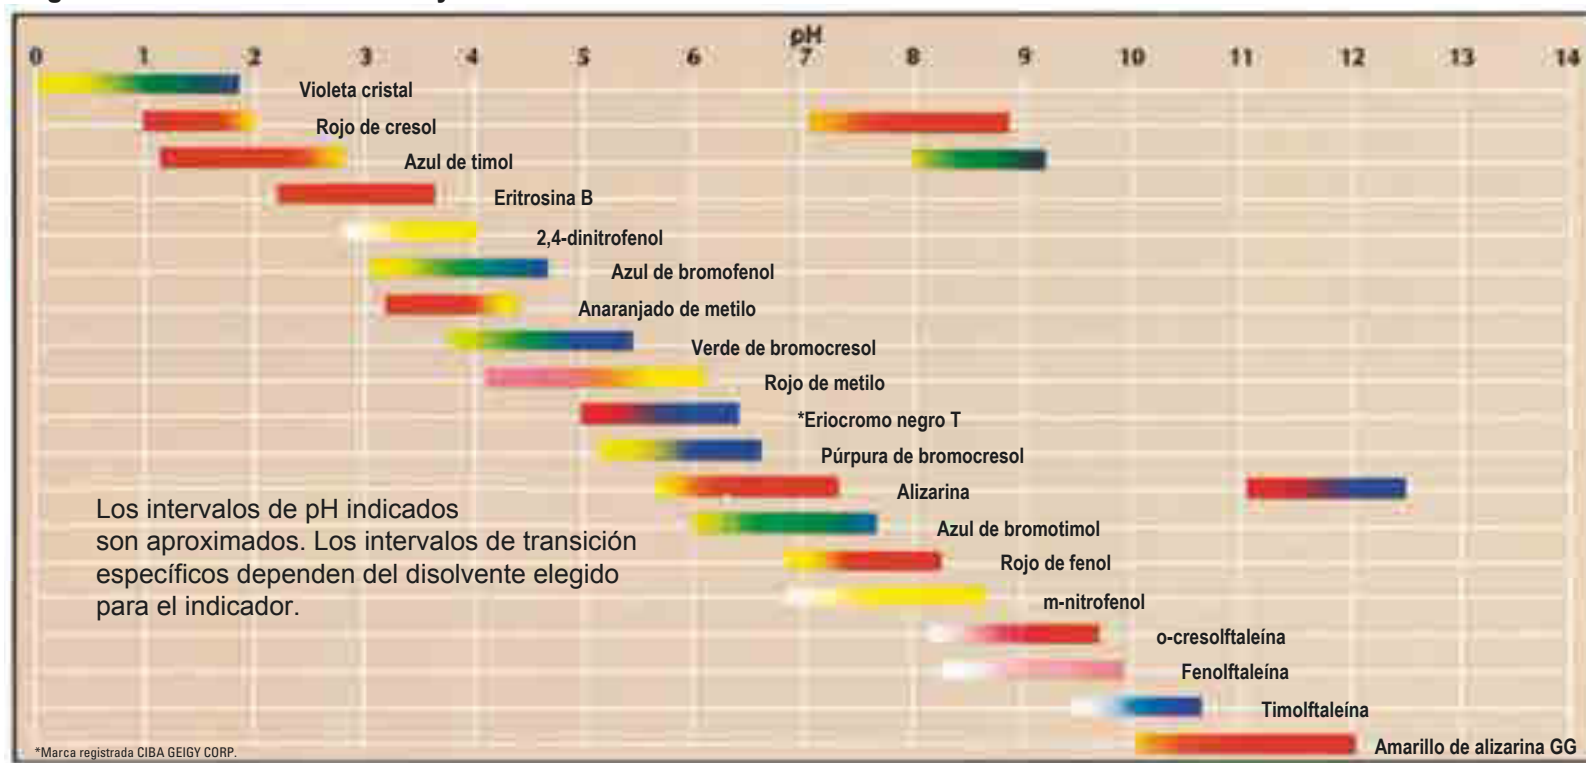 pH
0 1 2 3 4 5 6 7 8 9 10 11 12 13 14
Violeta cristal
Rojo de cresol
Azul de timol
Eritrosina B
2,4-dinitrofenol
Azul de bromofenol
Anaranjado de metilo
Verde de bromocresol
Rojo de metilo
*Eriocromo negro T
Púrpura de bromocresol
Alizarina
Azul de bromotimol
Rojo de fenol
m-nitrofenol
o-cresolftaleína
Fenolftaleína
Timolftaleína
Amarillo de alizarina GG
Los intervalos de pH indicados
son aproximados. Los intervalos de transición
específicos dependen del disolvente elegido
para el indicador.
*Marca registrada CIBA GEIGY CORP.